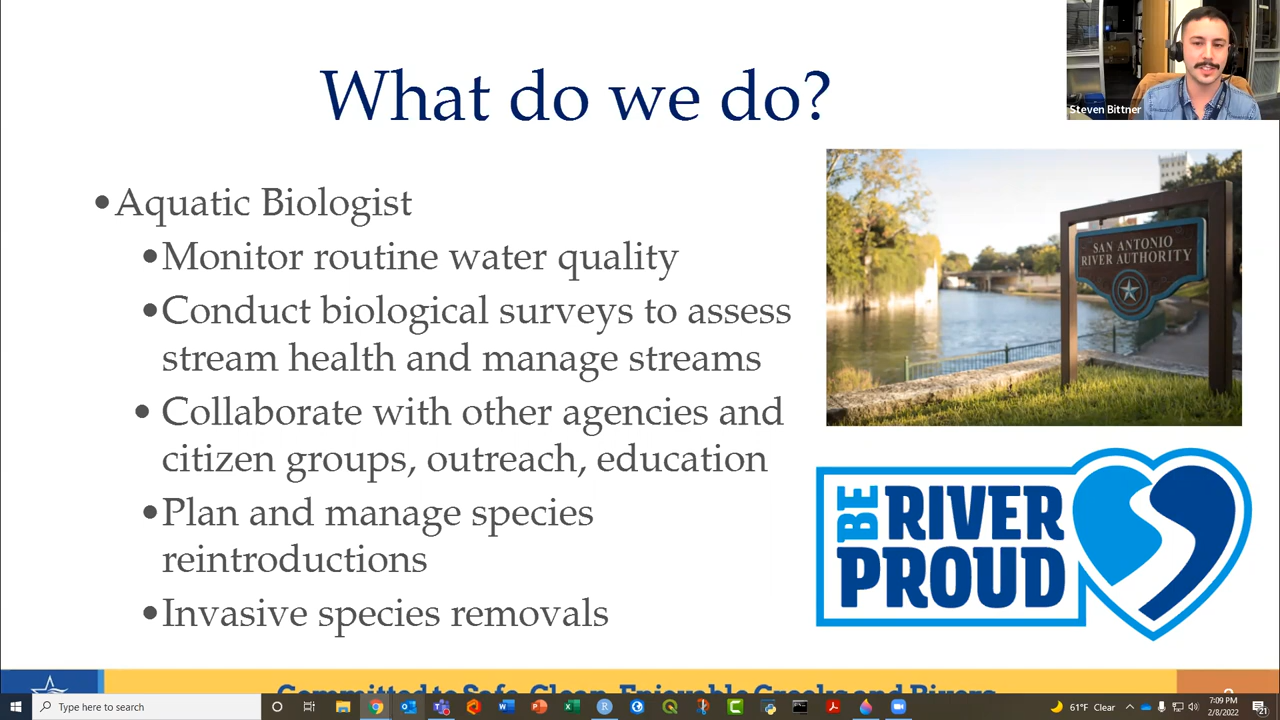 What do we do?
Steven Bittner
•Aquatic Biologist
•Monitor routine water quality
•Conduct biological surveys to assess
stream health and manage streams
• Collaborate with other agencies and
citizen groups, outreach, education
•Plan and manage species
reintroductions
•Invasive species removals
SAN ANTONIO
RIVER AUTHORITY
BE RIVER
PROUD
Committed to Safe, Clean, Enjoyable Creeks and Rivers
Type here to search
61°F Clear
7:09 PM
2/8/2022
21